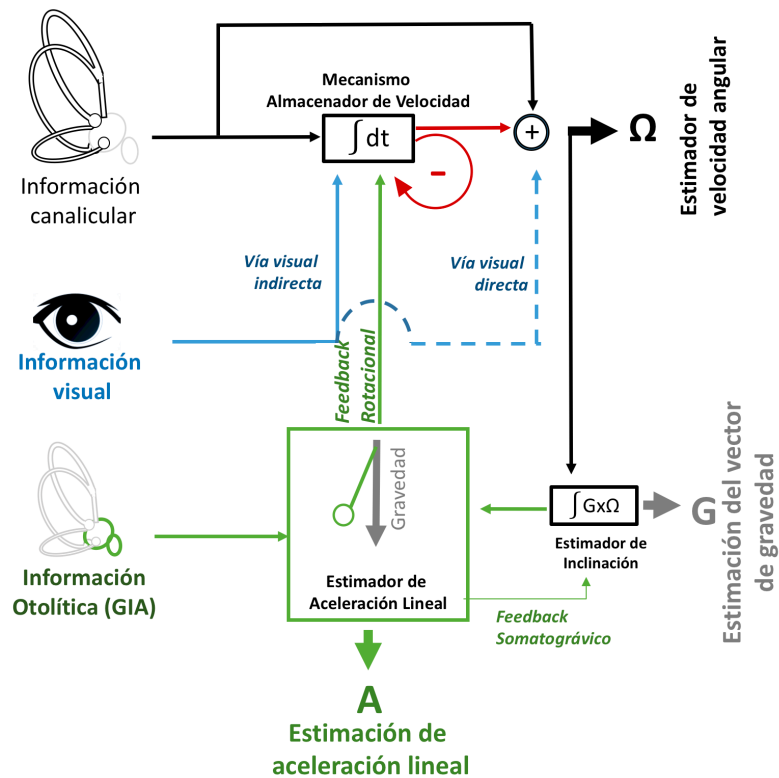 Mecanismo
Almacenador de Velocidad
∫ dt
+
Ω
Estimador de
velocidad angular
-
Información
canalicular
Vía visual
indirecta
Vía visual
directa
Información
visual
Feedback
Rotacional
Gravedad
∫ GxΩ
G
Estimación del vector
de gravedad
Estimador de
Inclinación
Información
Otolítica (GIA)
Estimador de
Aceleración Lineal
Feedback
Somatográvico
A
Estimación de
aceleración lineal